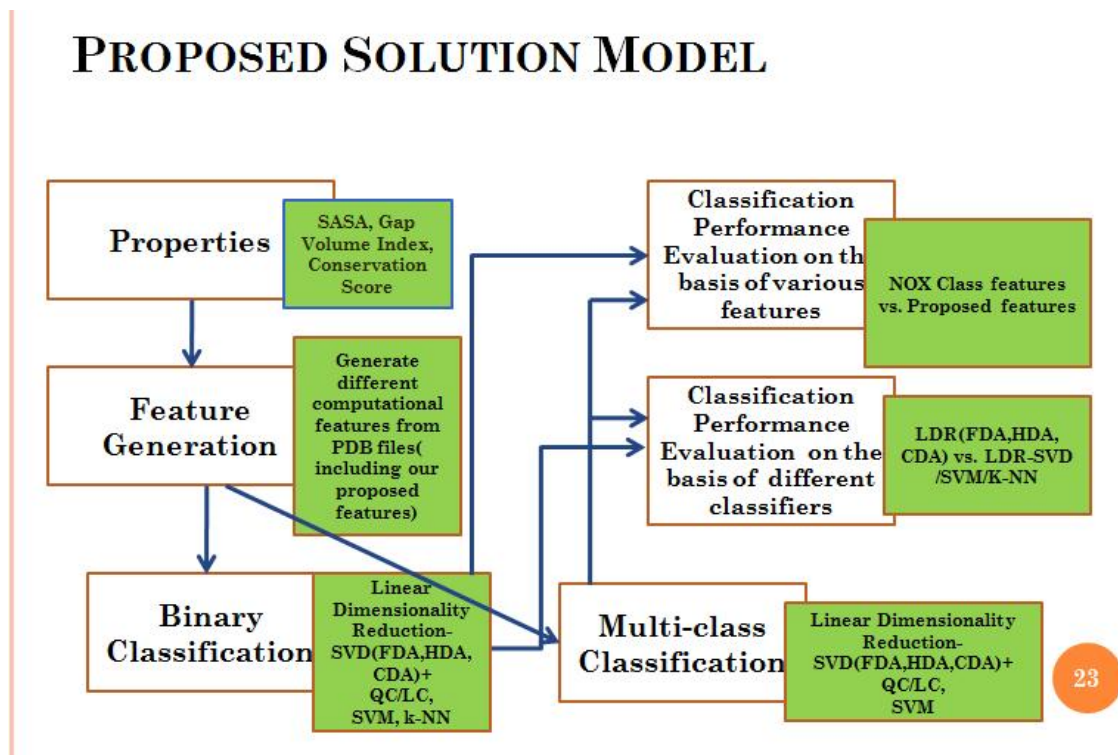 PROPOSED SOLUTION MODEL
Properties
SASA, Gap
Volume Index,
Conservation
Score
Feature
Generation
Generate
different
computational
features from
PDB files(
including our
proposed
features)
Binary
Classification
Linear
Dimensionality
Reduction-
SVD(FDA,HDA,
CDA)+
QC/LC,
SVM, k-NN
Classification
Performance
Evaluation on the
basis of various
features
NOX Class features
vs. Proposed features
Classification
Performance
Evaluation on the
basis of different
classifiers
LDR(FDA,HDA,
CDA) vs. LDR-SVD
/SVM/K-NN
Multi-class
Classification
Linear Dimensionality
Reduction-
SVD(FDA,HDA,CDA)+
QC/LC,
SVM
23